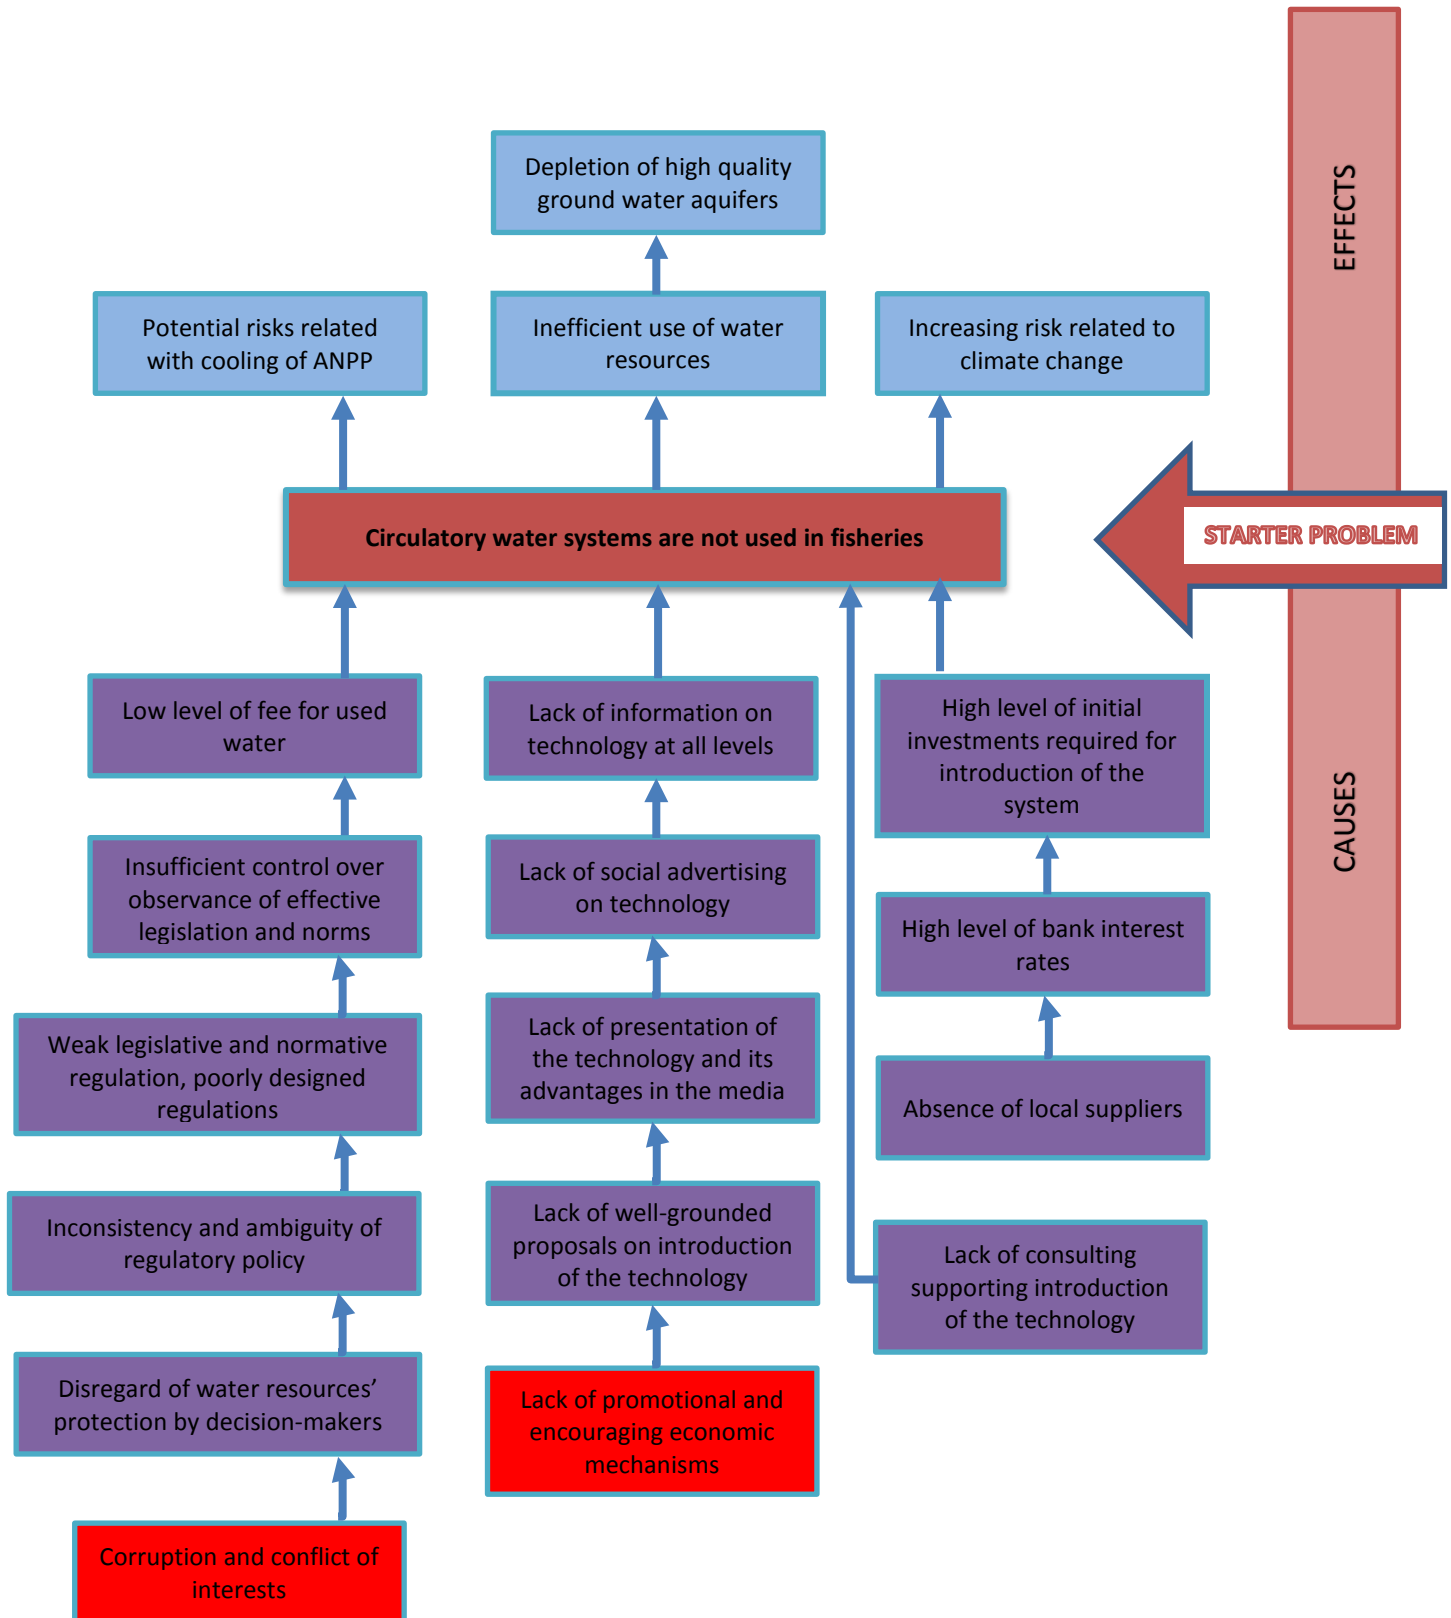 EFFECTS
Depletion of high quality
ground water aquifers
Potential risks related
with cooling of ANPP
Inefficient use of water
resources
Increasing risk related to
climate change
Circulatory water systems are not used in fisheries
STARTER PROBLEM
Low level of fee for used
water
Lack of information on
technology at all levels
High level of initial
investments required for
introduction of the
system
CAUSES
Insufficient control over
observance of effective
legislation and norms
Lack of social advertising
on technology
High level of bank interest
rates
Weak legislative and normative
regulation, poorly designed
regulations
Lack of presentation of
the technology and its
advantages in the media
Absence of local suppliers
Inconsistency and ambiguity of
regulatory policy
Lack of well-grounded
proposals on introduction
of the technology
Lack of consulting
supporting introduction
of the technology
Disregard of water resources’
protection by decision-makers
Lack of promotional and
encouraging economic
mechanisms
Corruption and conflict of
interests